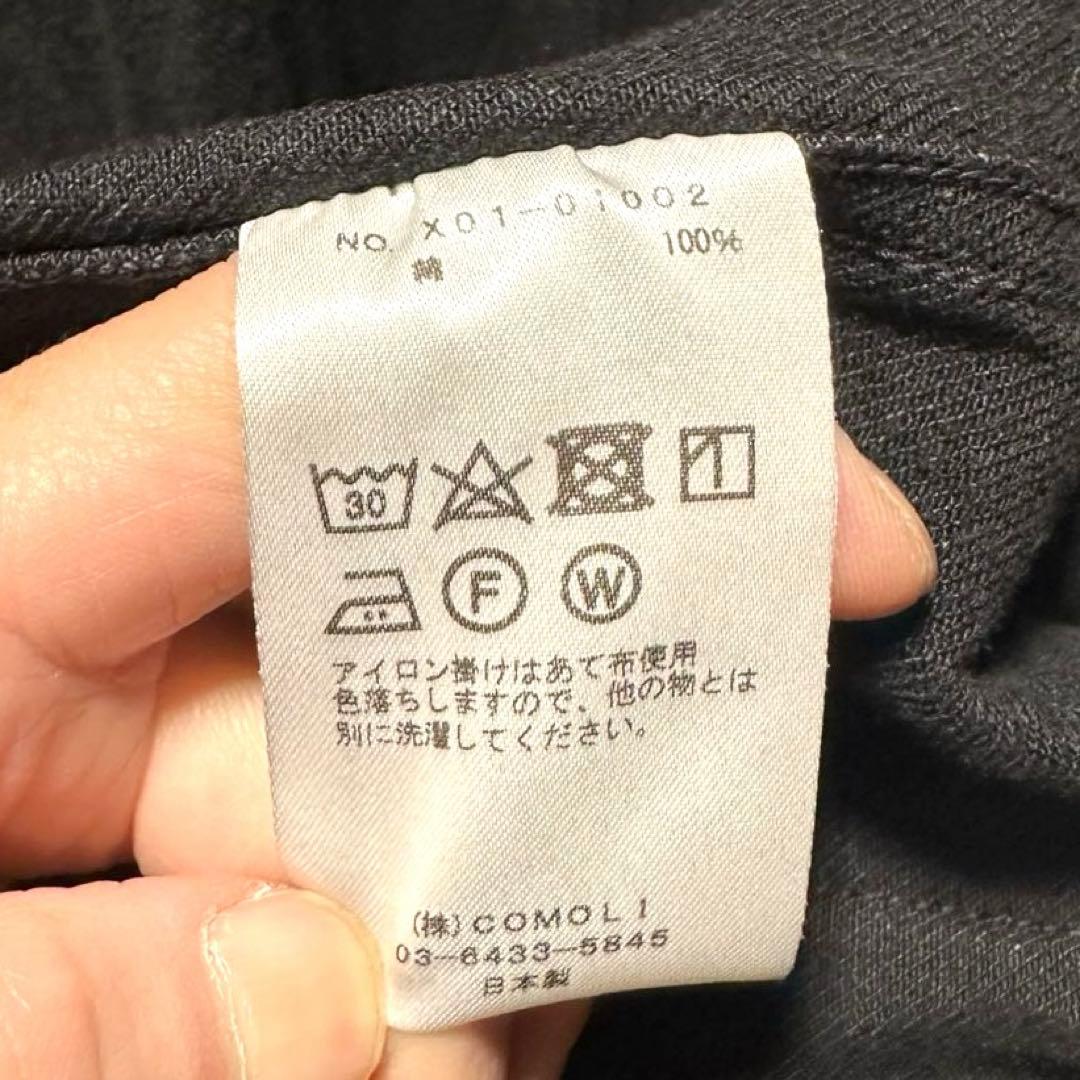 NO. X01-01002
綿 100%
30
F W
アイロン掛けはあて布使用
色落ちしますので、他の物とは
別に洗濯してください。
(株)COMOLI
03-6433-5845
日本製